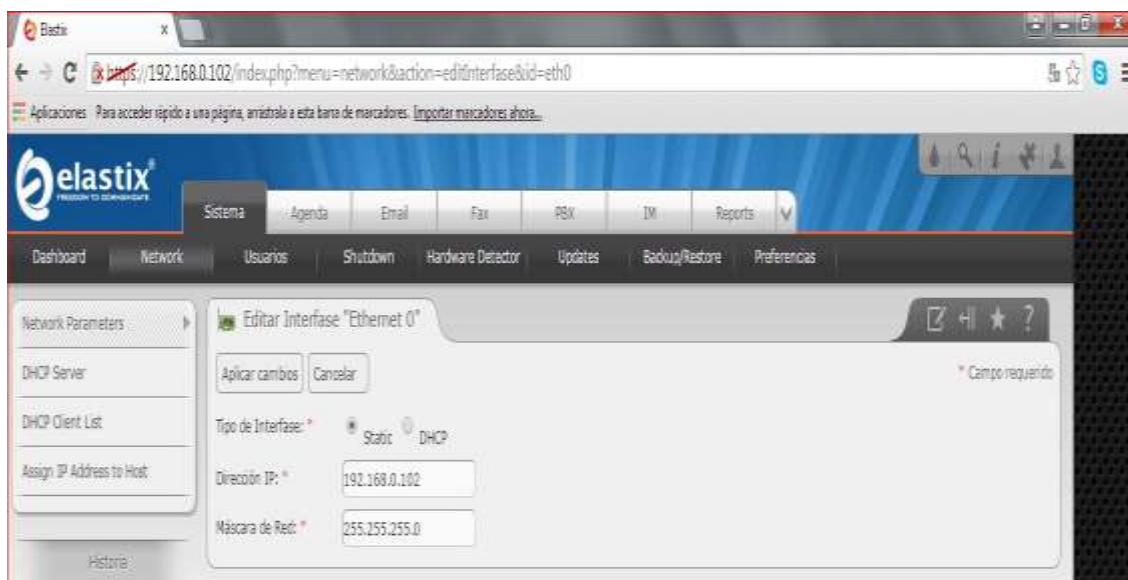 Elastix
https://192.168.0.102/index.php?menu=network&action=editInterfase&id=eth0
Aplicaciones Para acceder rápido a una página, arrástrala a esta barra de marcadores. Importar marcadores ahora...
elastix®
FREEDOM TO COMMUNICATE
Sistema Agenda Email Fax PBX IM Reports
Dashboard Network Usuarios Shutdown Hardware Detector Updates Backup/Restore Preferencias
Network Parameters
DHCP Server
DHCP Client List
Assign IP Address to Host
Historia
Editar Interfase "Ethernet 0"
Aplicar cambios Cancelar * Campo requerido
Tipo de Interfase: * Static DHCP
Dirección IP: * 192.168.0.102
Máscara de Red: * 255.255.255.0